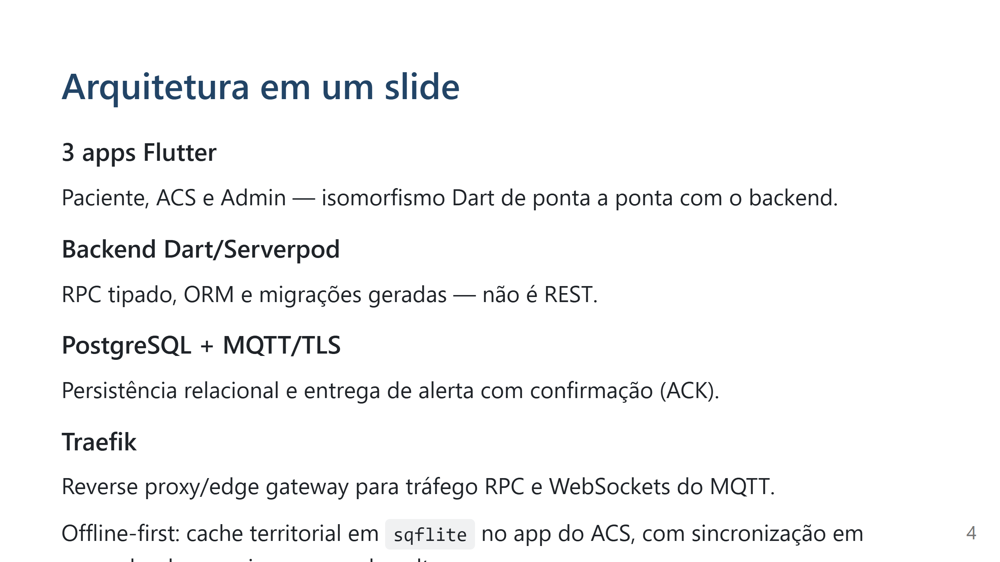 Arquitetura em um slide
3 apps Flutter
Paciente, ACS e Admin — isomorfismo Dart de ponta a ponta com o backend.
Backend Dart/Serverpod
RPC tipado, ORM e migrações geradas — não é REST.
PostgreSQL + MQTT/TLS
Persistência relacional e entrega de alerta com confirmação (ACK).
Traefik
Reverse proxy/edge gateway para tráfego RPC e WebSockets do MQTT.
Offline-first: cache territorial em sqflite no app do ACS, com sincronização em
4